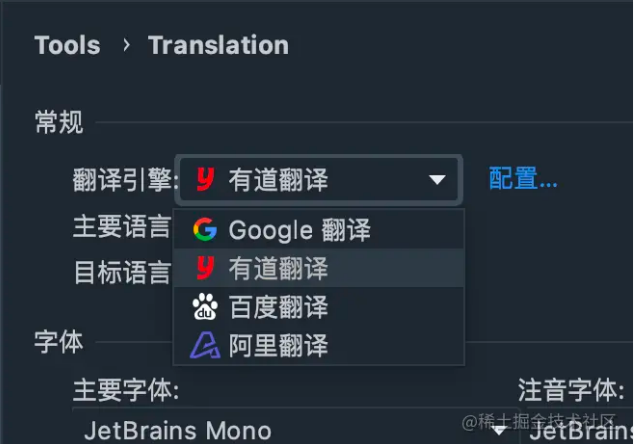 Tools › Translation
常规
翻译引擎: 有道翻译 配置...
主要语言
Google 翻译
目标语言
有道翻译
百度翻译
du
阿里翻译
字体
主要字体: 注音字体:
JetBrains Mono JetBrains
@稀土掘金技术社区